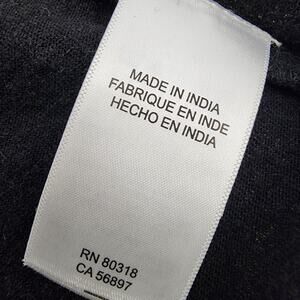 MADE IN INDIA
FABRIQUE EN INDE
HECHO EN INDIA
RN 80318
CA 56897